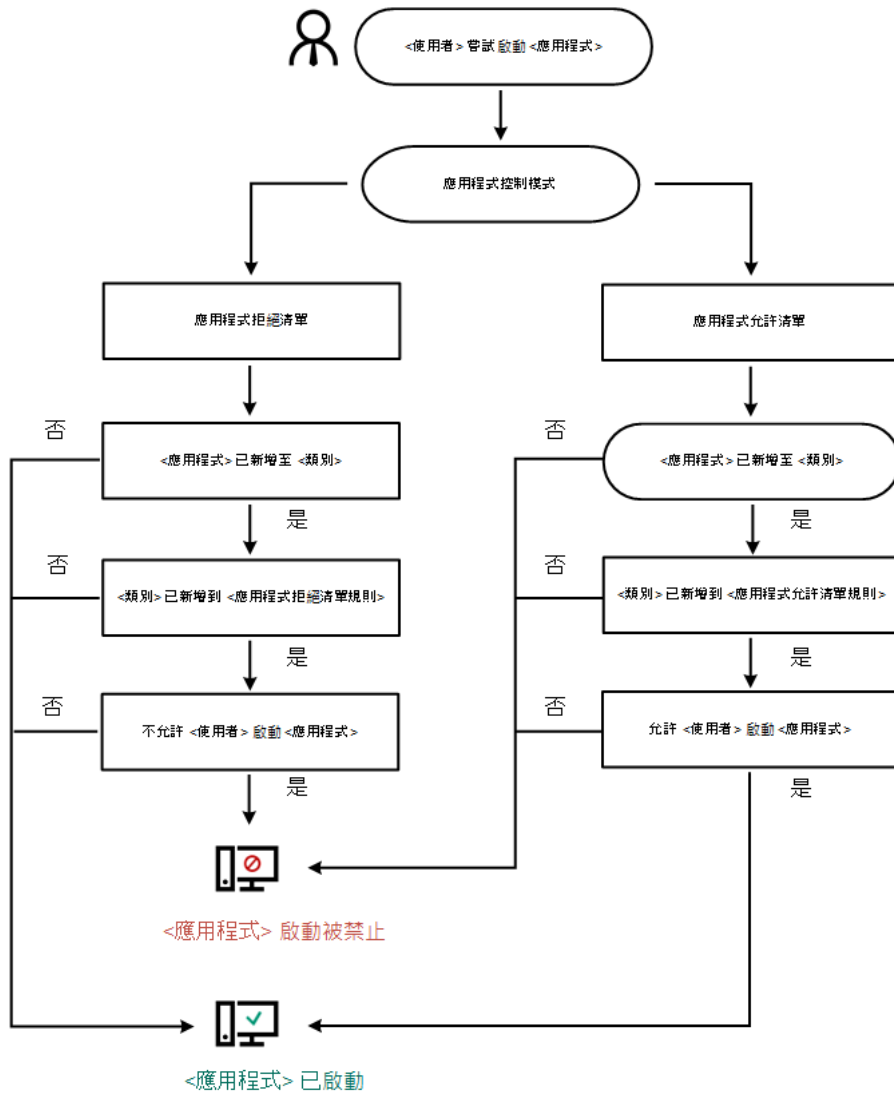 <使用者> 嘗試 啟動 <應用程式>
應用程式控制模式
應用程式拒絕清單
應用程式允許清單
否
<應用程式> 已新增至 <類別>
是
否
<應用程式> 已新增至 <類別>
是
否
<類別> 已新增到 <應用程式拒絕清單規則>
是
否
<類別> 已新增到 <應用程式允許清單規則>
是
否
不允許 <使用者> 啟動 <應用程式>
是
否
允許 <使用者> 啟動 <應用程式>
是
<應用程式> 啟動被禁止
<應用程式> 已啟動